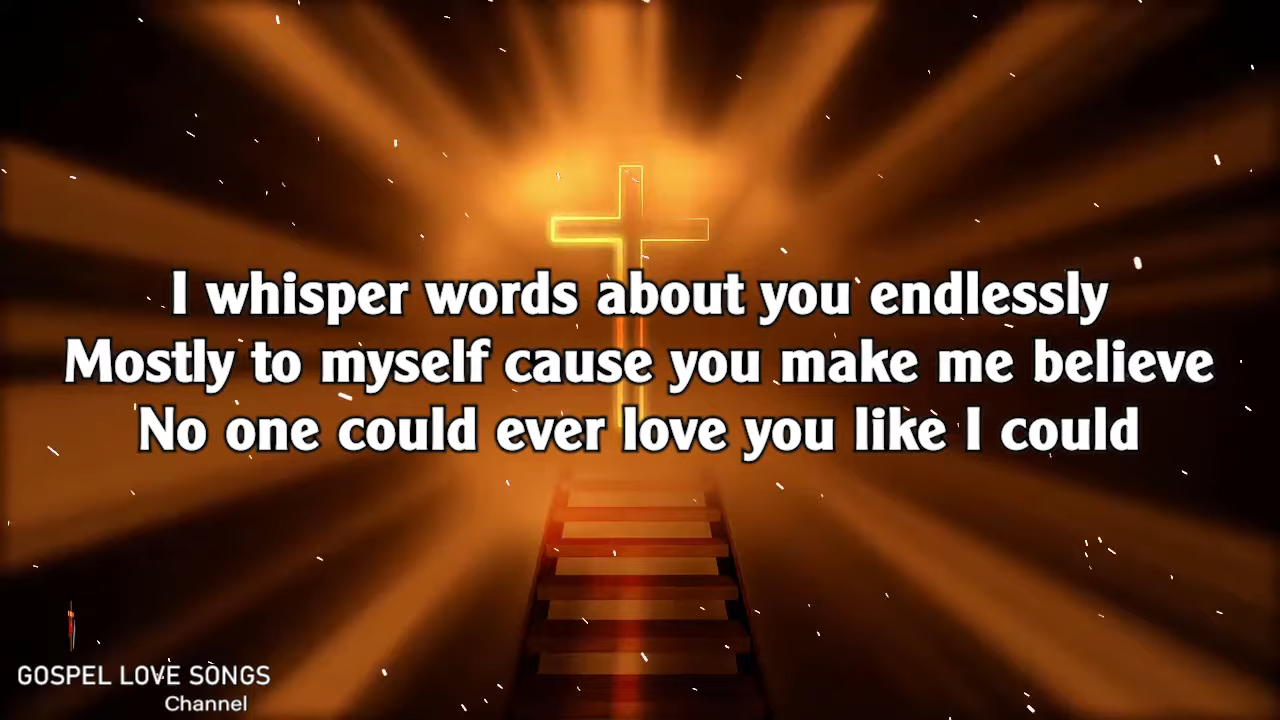 I whisper words about you endlessly
Mostly to myself cause you make me believe
No one could ever love you like I could
GOSPEL LOVE SONGS
Channel